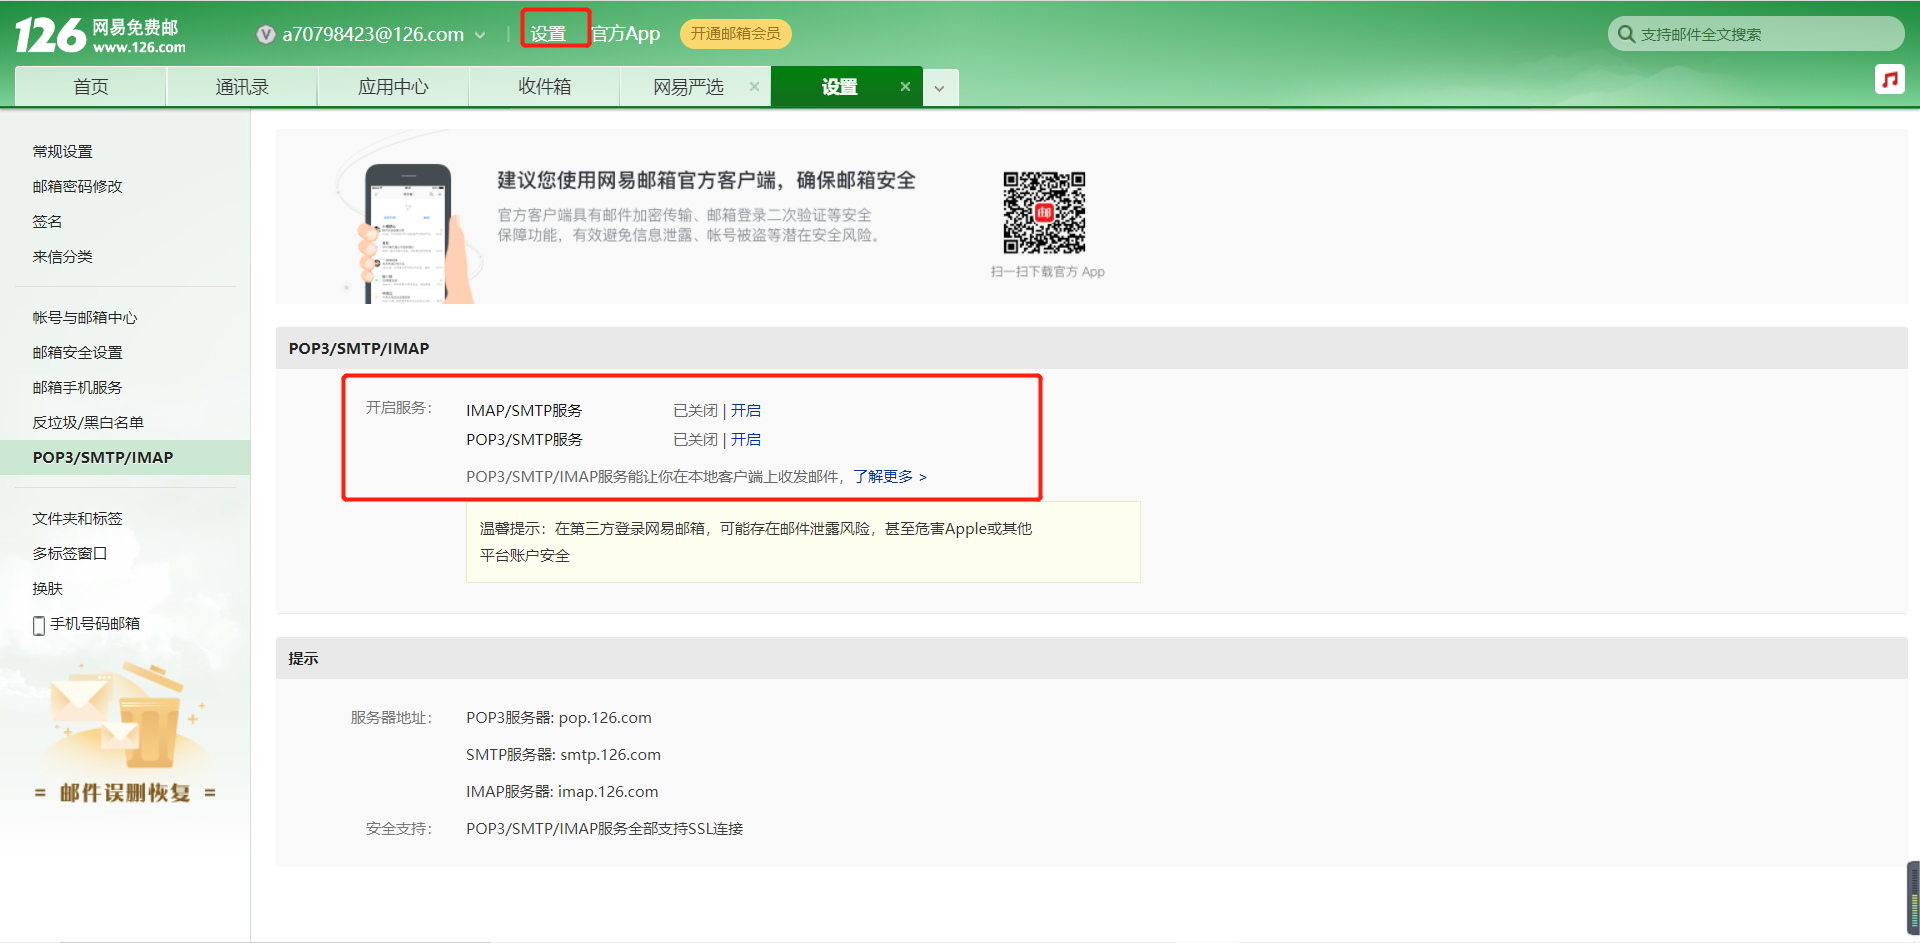 126 网易免费邮
www.126.com
a70798423@126.com
设置
官方App
开通邮箱会员
支持邮件全文搜索
首页
通讯录
应用中心
收件箱
网易严选
设置
常规设置
邮箱密码修改
签名
来信分类
帐号与邮箱中心
邮箱安全设置
邮箱手机服务
反垃圾/黑白名单
POP3/SMTP/IMAP
文件夹和标签
多标签窗口
换肤
手机号码邮箱
= 邮件误删恢复 =
建议您使用网易邮箱官方客户端，确保邮箱安全
官方客户端具有邮件加密传输、邮箱登录二次验证等安全
保障功能，有效避免信息泄露、帐号被盗等潜在安全风险。
邮
扫一扫下载官方 App
POP3/SMTP/IMAP
开启服务： IMAP/SMTP服务 已关闭 | 开启
POP3/SMTP服务 已关闭 | 开启
POP3/SMTP/IMAP服务能让你在本地客户端上收发邮件，了解更多 >
温馨提示：在第三方登录网易邮箱，可能存在邮件泄露风险，甚至危害Apple或其他
平台账户安全
提示
服务器地址： POP3服务器: pop.126.com
SMTP服务器: smtp.126.com
IMAP服务器: imap.126.com
安全支持： POP3/SMTP/IMAP服务全部支持SSL连接